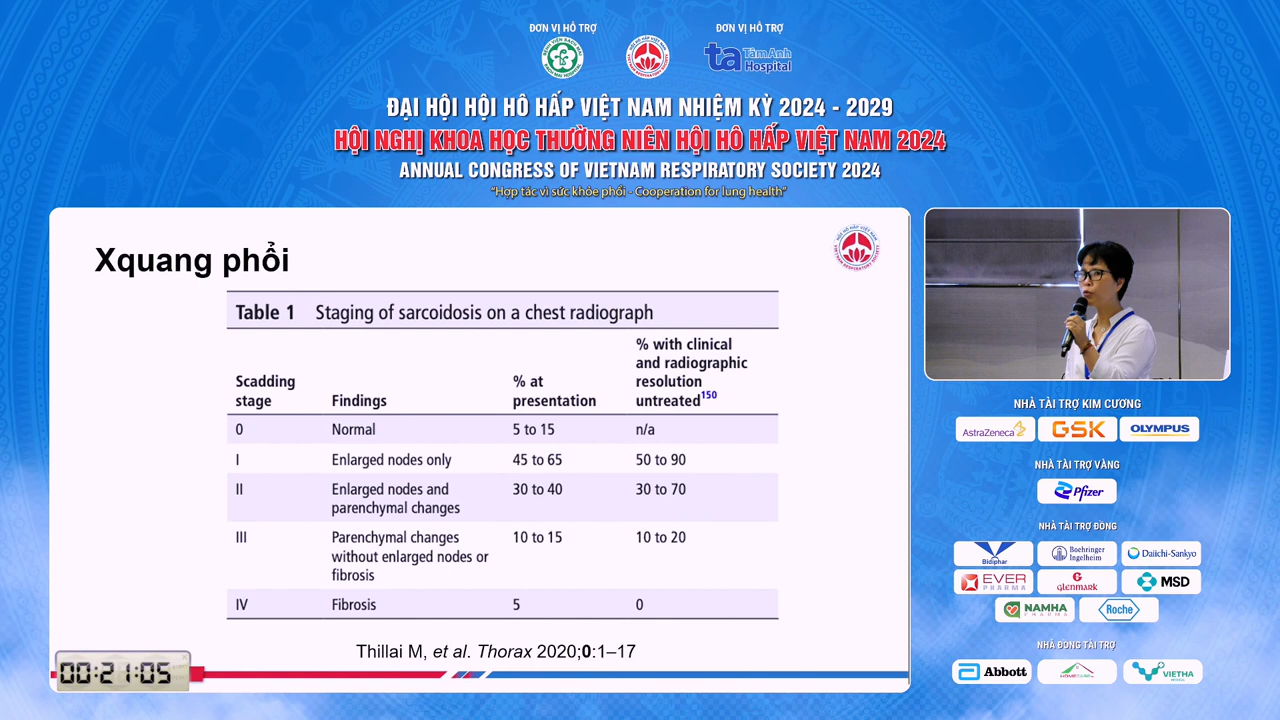 ĐƠN VỊ HỖ TRỢ
ĐƠN VỊ HỖ TRỢ
ta TâmAnh Hospital
ĐẠI HỘI HỘI HÔ HẤP VIỆT NAM NHIỆM KỲ 2024 - 2029
HỘI NGHỊ KHOA HỌC THƯỜNG NIÊN HỘI HÔ HẤP VIỆT NAM 2024
ANNUAL CONGRESS OF VIETNAM RESPIRATORY SOCIETY 2024
"Hợp tác vì sức khỏe phổi - Cooperation for lung health"
Xquang phổi
Table 1 Staging of sarcoidosis on a chest radiograph
Scadding stage
Findings
% at presentation
% with clinical and radiographic resolution untreated150
0 Normal 5 to 15 n/a
I Enlarged nodes only 45 to 65 50 to 90
II Enlarged nodes and parenchymal changes 30 to 40 30 to 70
III Parenchymal changes without enlarged nodes or fibrosis 10 to 15 10 to 20
IV Fibrosis 5 0
Thillai M, et al. Thorax 2020;0:1–17
00:21:05
NHÀ TÀI TRỢ KIM CƯƠNG
AstraZeneca GSK OLYMPUS
NHÀ TÀI TRỢ VÀNG
Pfizer
NHÀ TÀI TRỢ ĐỒNG
Bidiphar Boehringer Ingelheim Daiichi-Sankyo
EVER PHARMA GLENMARK MSD
NAMHA PHARMA Roche
NHÀ ĐỒNG TÀI TRỢ
Abbott HOMECARE VIETHA